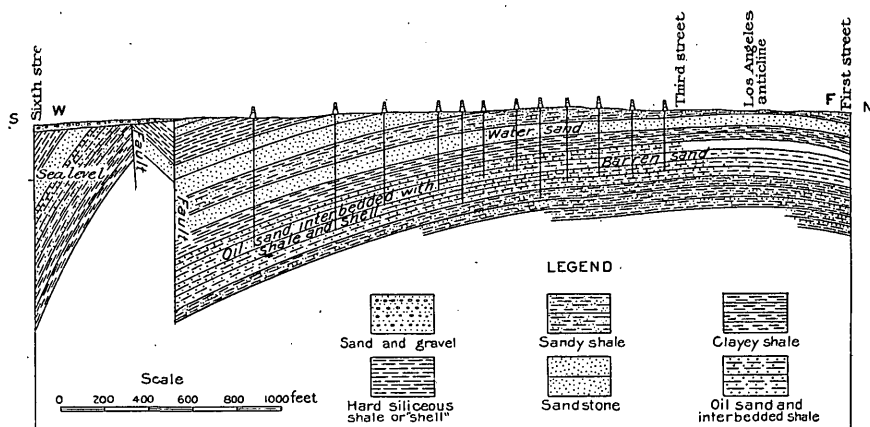 Sixth stre
Third street
Los Angeles
anticline
First street
S
W
F
N
Water sand
Barren sand
Sealevel
Fault
Fault
Oil sand interbedded with
shale and shell
LEGEND
Sand and gravel
Sandy shale
Clayey shale
Hard siliceous
shale or "shell"
Sandstone
Oil sand and
interbedded shale
Scale
0 200 400 600 800 1000 feet